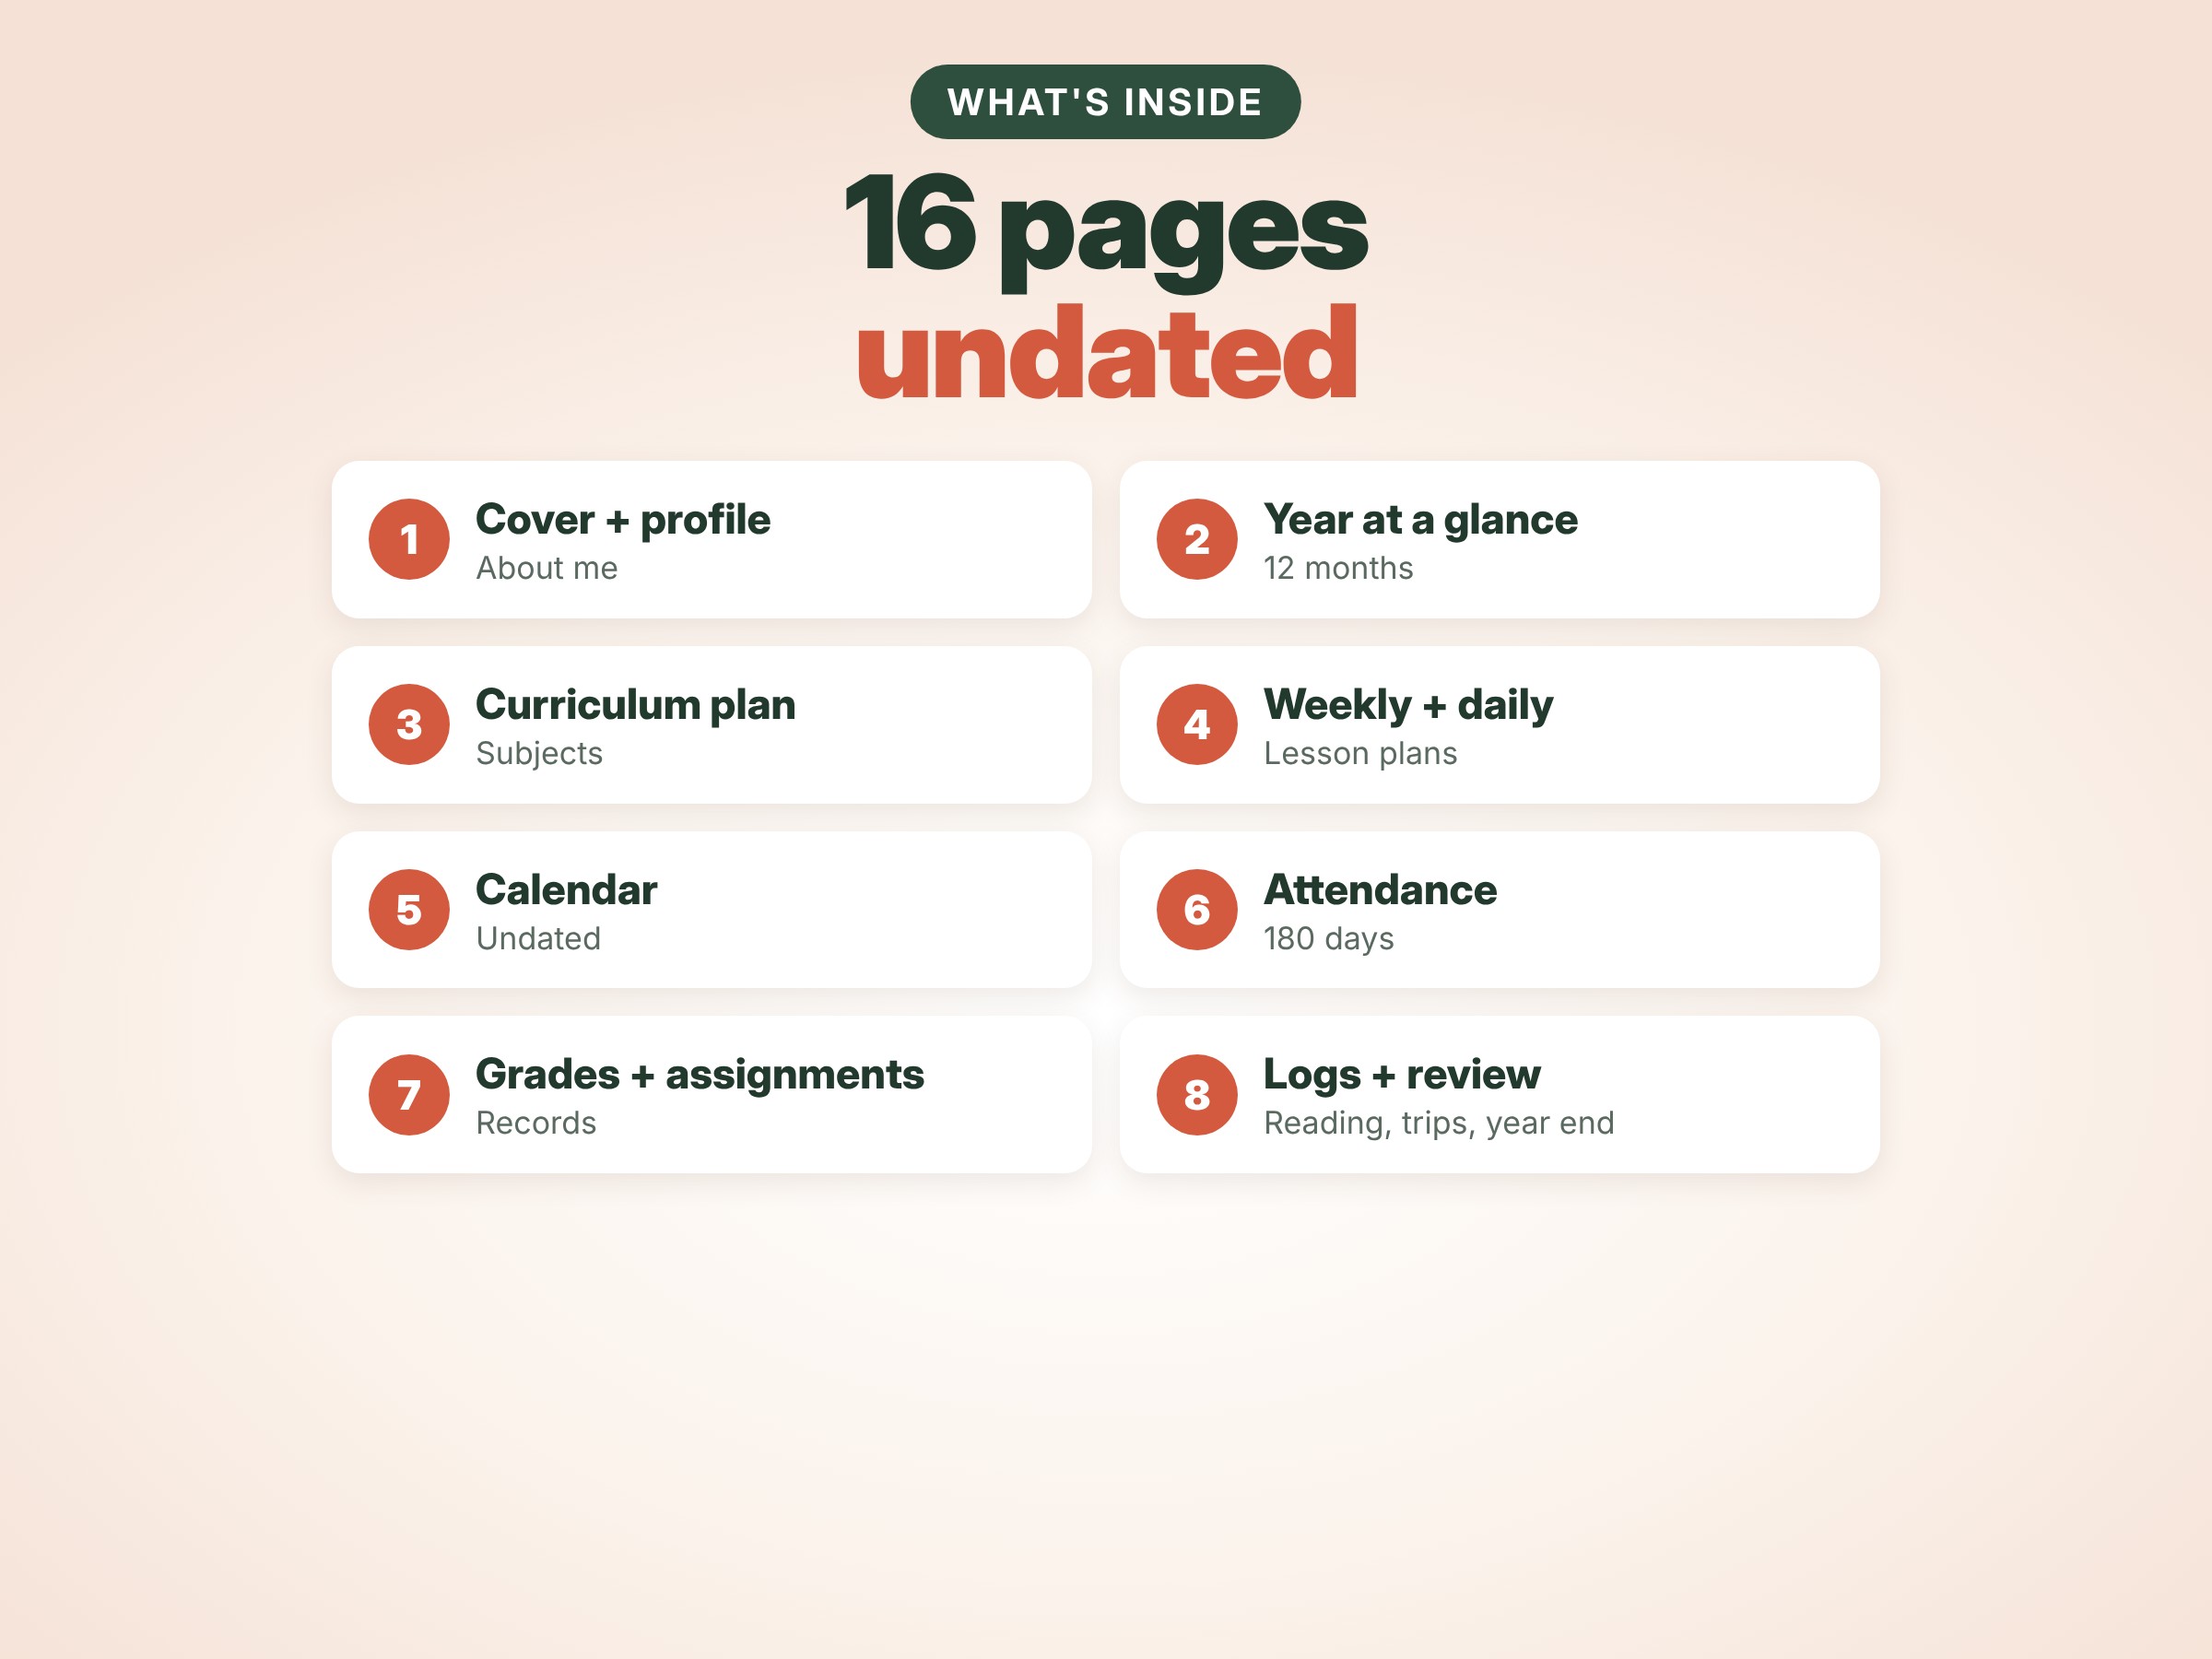 WHAT'S INSIDE
16 pages
undated
1
Cover + profile
About me
2
Year at a glance
12 months
3
Curriculum plan
Subjects
4
Weekly + daily
Lesson plans
5
Calendar
Undated
6
Attendance
180 days
7
Grades + assignments
Records
8
Logs + review
Reading, trips, year end